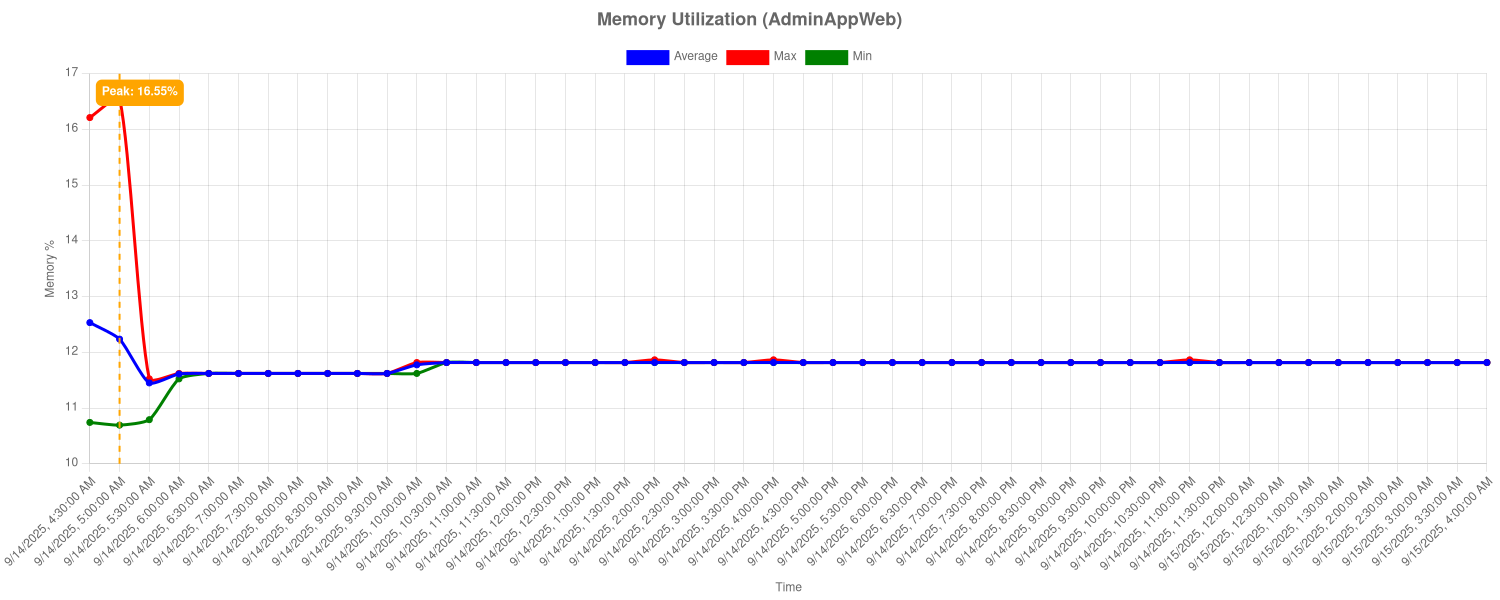 Memory Utilization (AdminAppWeb)
Average Max Min
17
Peak: 16.55%
16
15
14
13
12
11
10
Memory %
9/14/2025, 4:30:00 AM
9/14/2025, 5:00:00 AM
9/14/2025, 5:30:00 AM
9/14/2025, 6:00:00 AM
9/14/2025, 6:30:00 AM
9/14/2025, 7:00:00 AM
9/14/2025, 7:30:00 AM
9/14/2025, 8:00:00 AM
9/14/2025, 8:30:00 AM
9/14/2025, 9:00:00 AM
9/14/2025, 9:30:00 AM
9/14/2025, 10:00:00 AM
9/14/2025, 10:30:00 AM
9/14/2025, 11:00:00 AM
9/14/2025, 11:30:00 AM
9/14/2025, 12:00:00 PM
9/14/2025, 12:30:00 PM
9/14/2025, 1:00:00 PM
9/14/2025, 1:30:00 PM
9/14/2025, 2:00:00 PM
9/14/2025, 2:30:00 PM
9/14/2025, 3:00:00 PM
9/14/2025, 3:30:00 PM
9/14/2025, 4:00:00 PM
9/14/2025, 4:30:00 PM
9/14/2025, 5:00:00 PM
9/14/2025, 5:30:00 PM
9/14/2025, 6:00:00 PM
9/14/2025, 6:30:00 PM
9/14/2025, 7:00:00 PM
9/14/2025, 7:30:00 PM
9/14/2025, 8:00:00 PM
9/14/2025, 8:30:00 PM
9/14/2025, 9:00:00 PM
9/14/2025, 9:30:00 PM
9/14/2025, 10:00:00 PM
9/14/2025, 10:30:00 PM
9/14/2025, 11:00:00 PM
9/14/2025, 11:30:00 PM
9/15/2025, 12:00:00 AM
9/15/2025, 12:30:00 AM
9/15/2025, 1:00:00 AM
9/15/2025, 1:30:00 AM
9/15/2025, 2:00:00 AM
9/15/2025, 2:30:00 AM
9/15/2025, 3:00:00 AM
9/15/2025, 3:30:00 AM
9/15/2025, 4:00:00 AM
Time